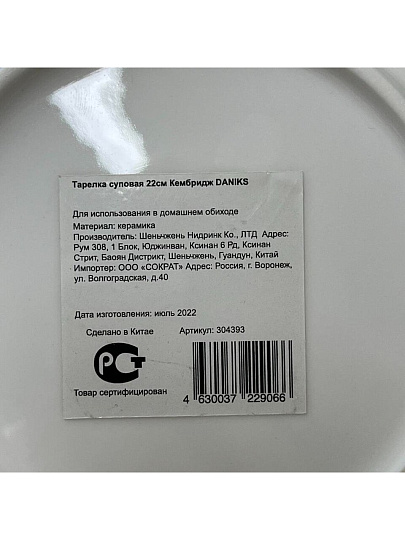 Тарелка суповая 22см Кембридж DANIKS
Для использования в домашнем обиходе
Материал: керамика
Производитель: Шеньчжень Нидринк Ко., ЛТД Адрес:
Рум 308, 1 Блок, Юджинван, Ксинан 6 Рд, Ксинан
Стрит, Баоян Дистрикт, Шеньчжень, Гуандун, Китай
Импортер: ООО «СОКРАТ» Адрес: Россия, г. Воронеж,
ул. Волгоградская, д.40
Дата изготовления: июль 2022
Сделано в Китае Артикул: 304393
РСТ
Товар сертифицирован
4 630037 229066